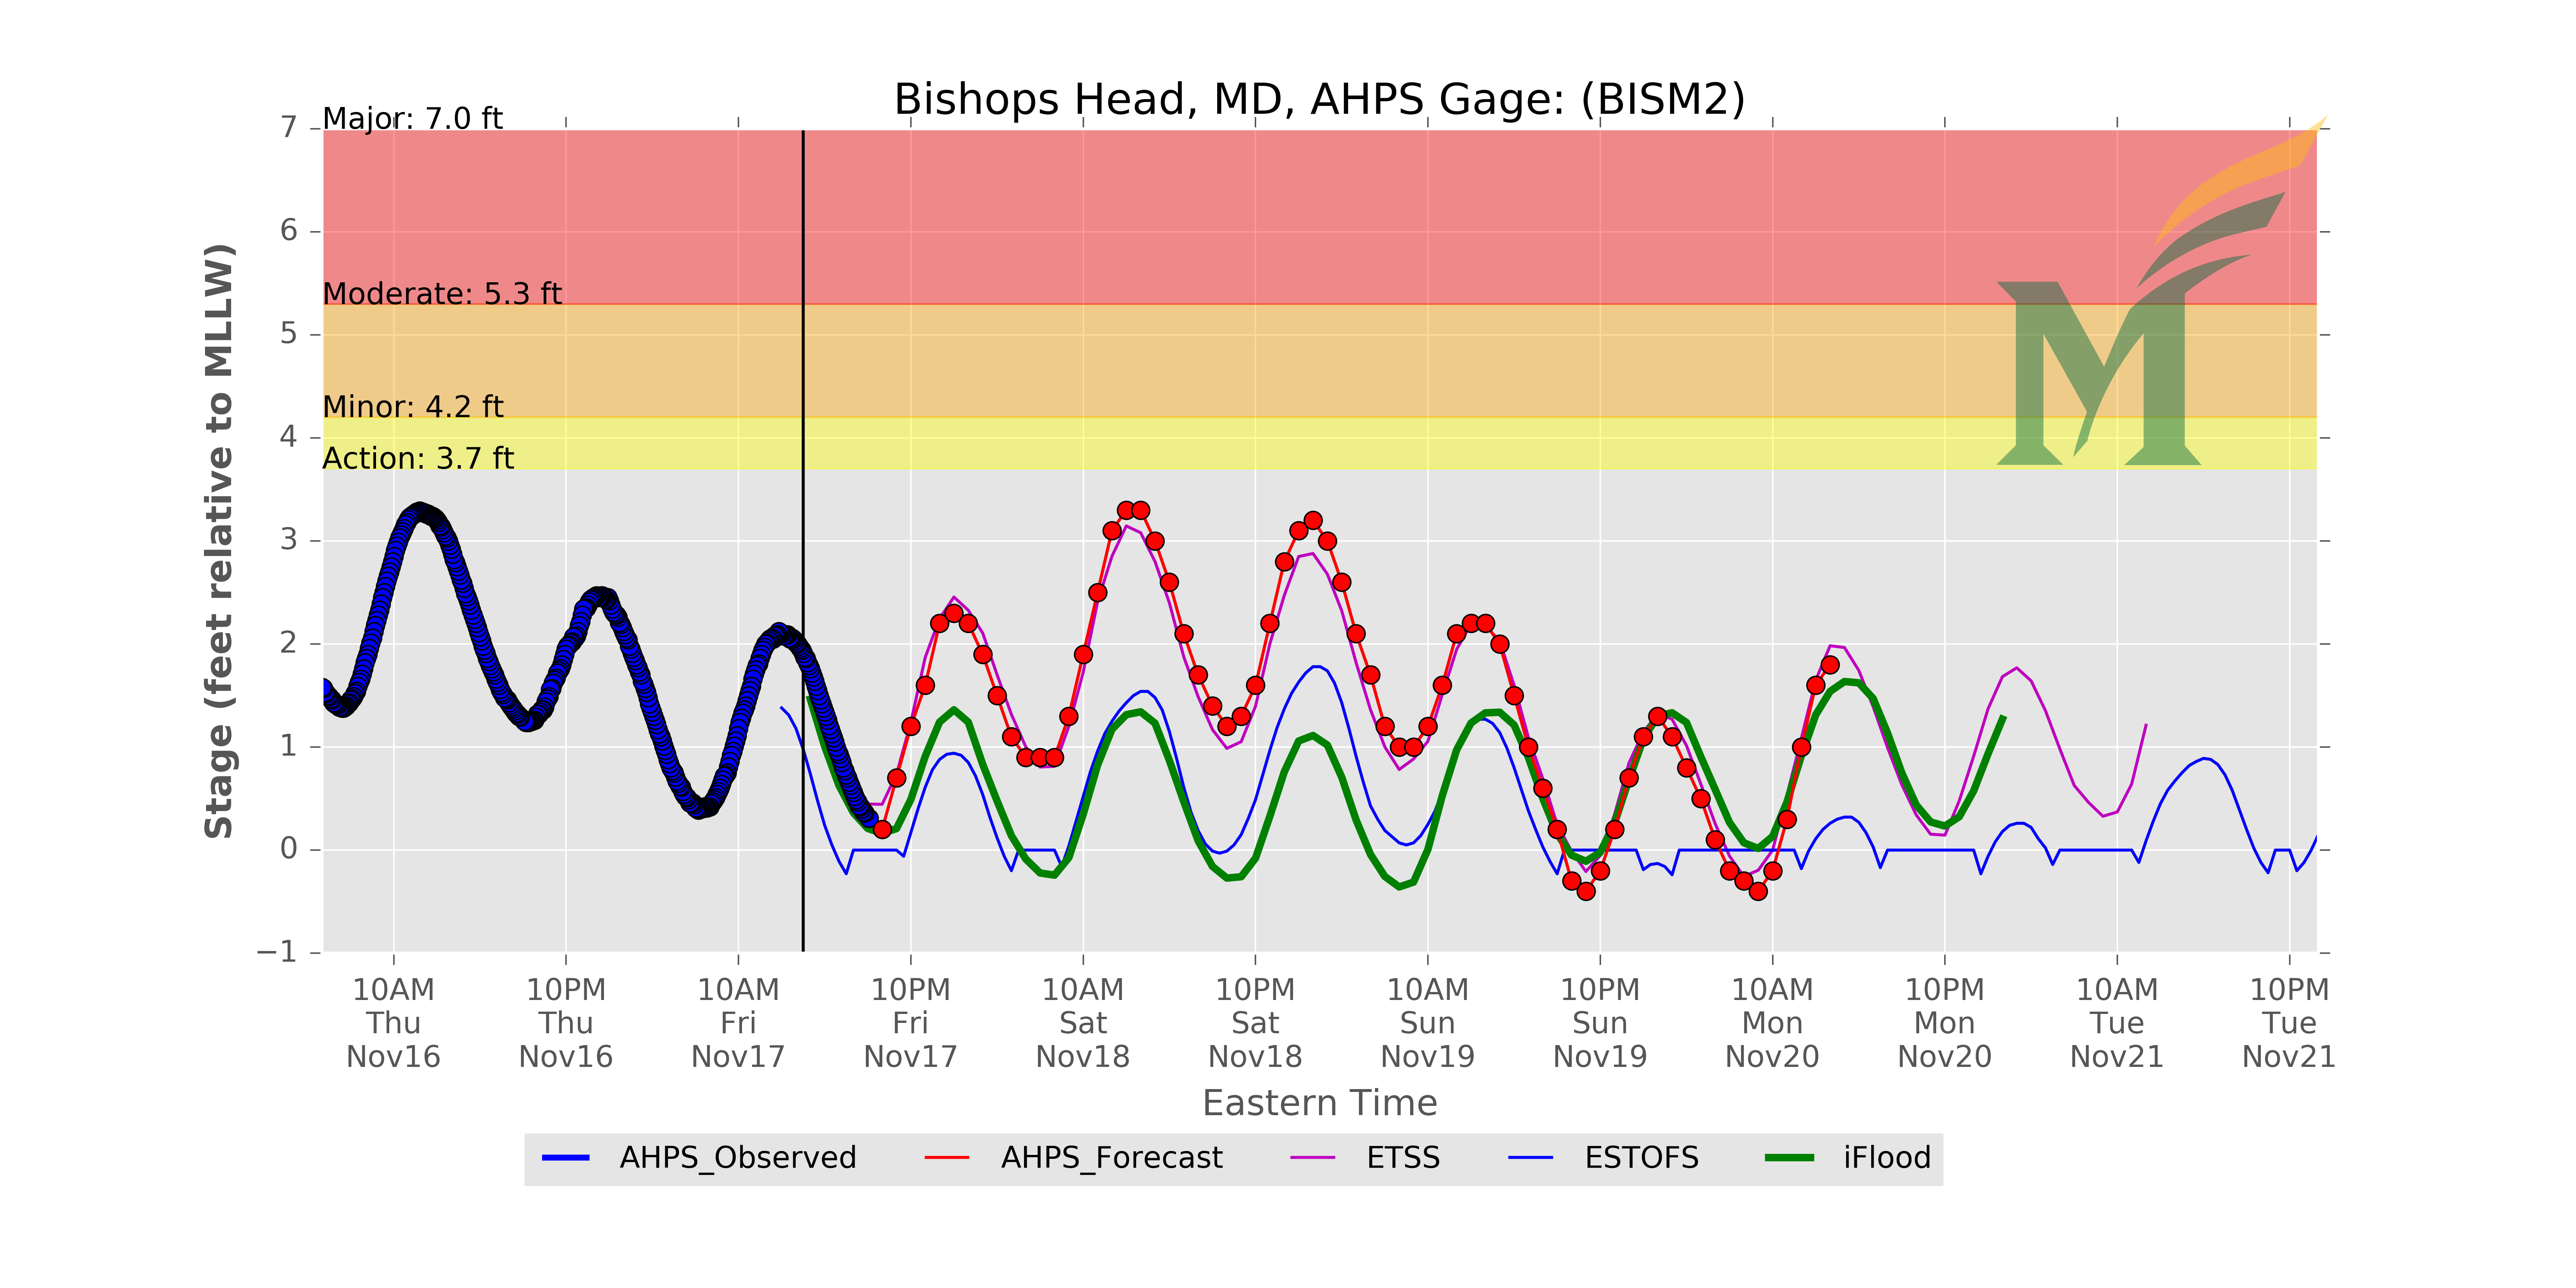 Bishops Head, MD, AHPS Gage: (BISM2)
Major: 7.0 ft
Moderate: 5.3 ft
Minor: 4.2 ft
Action: 3.7 ft
Stage (feet relative to MLLW)
7
6
5
4
3
2
1
0
−1
10AM Thu Nov16
10PM Thu Nov16
10AM Fri Nov17
10PM Fri Nov17
10AM Sat Nov18
10PM Sat Nov18
10AM Sun Nov19
10PM Sun Nov19
10AM Mon Nov20
10PM Mon Nov20
10AM Tue Nov21
10PM Tue Nov21
Eastern Time
AHPS_Observed AHPS_Forecast ETSS ESTOFS iFlood